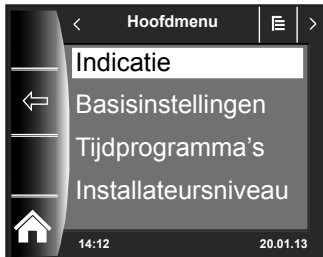 Hoofdmenu
Indicatie
Basisinstellingen
Tijdprogramma's
Installateursniveau
14:12 20.01.13